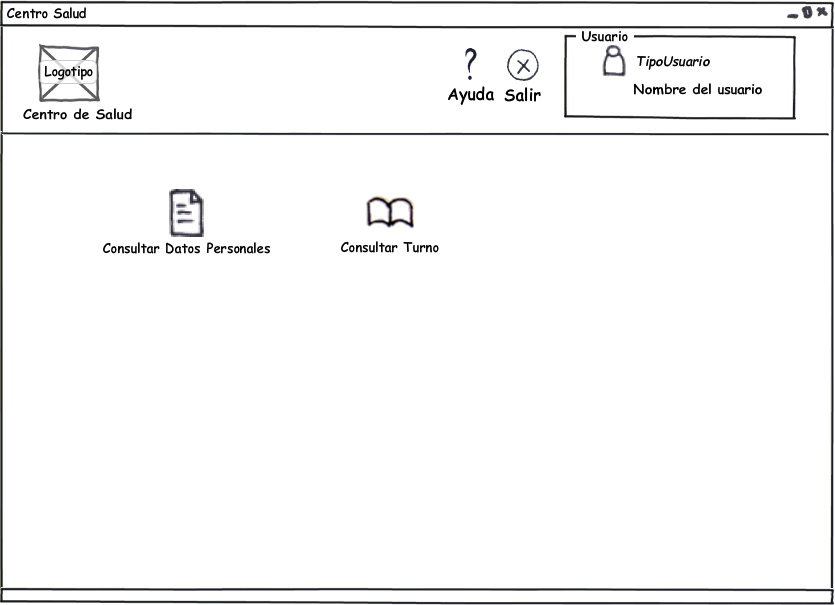 Centro Salud
Logotipo
Centro de Salud
? Ayuda
Salir
Usuario
TipoUsuario
Nombre del usuario
Consultar Datos Personales
Consultar Turno